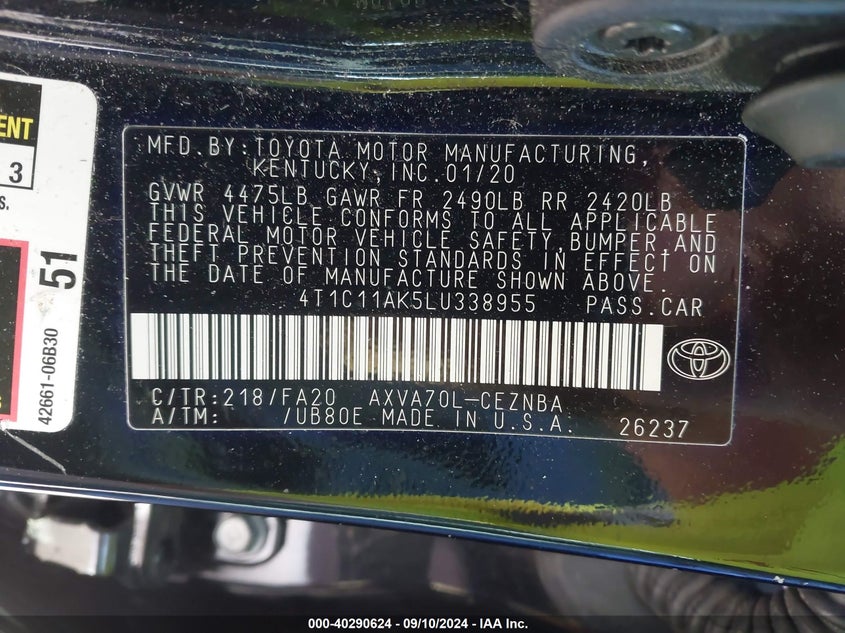 ENT
3
S.
51
42661-06B30
MFD.BY:TOYOTA MOTOR MANUFACTURING,
KENTUCKY,INC.01/20
GVWR 4475LB GAWR FR 2490LB RR 2420LB
THIS VEHICLE CONFORMS TO ALL APPLICABLE
FEDERAL MOTOR VEHICLE SAFETY,BUMPER,AND
THEFT PREVENTION STANDARDS IN EFFECT ON
THE DATE OF MANUFACTURE SHOWN ABOVE.
4T1C11AK5LU338955 PASS.CAR
C/TR:218/FA20 AXVA70L-CEZNBA
A/TM: /UB80E MADE IN U.S.A. 26237
000-40290624 - 09/10/2024 - IAA Inc.